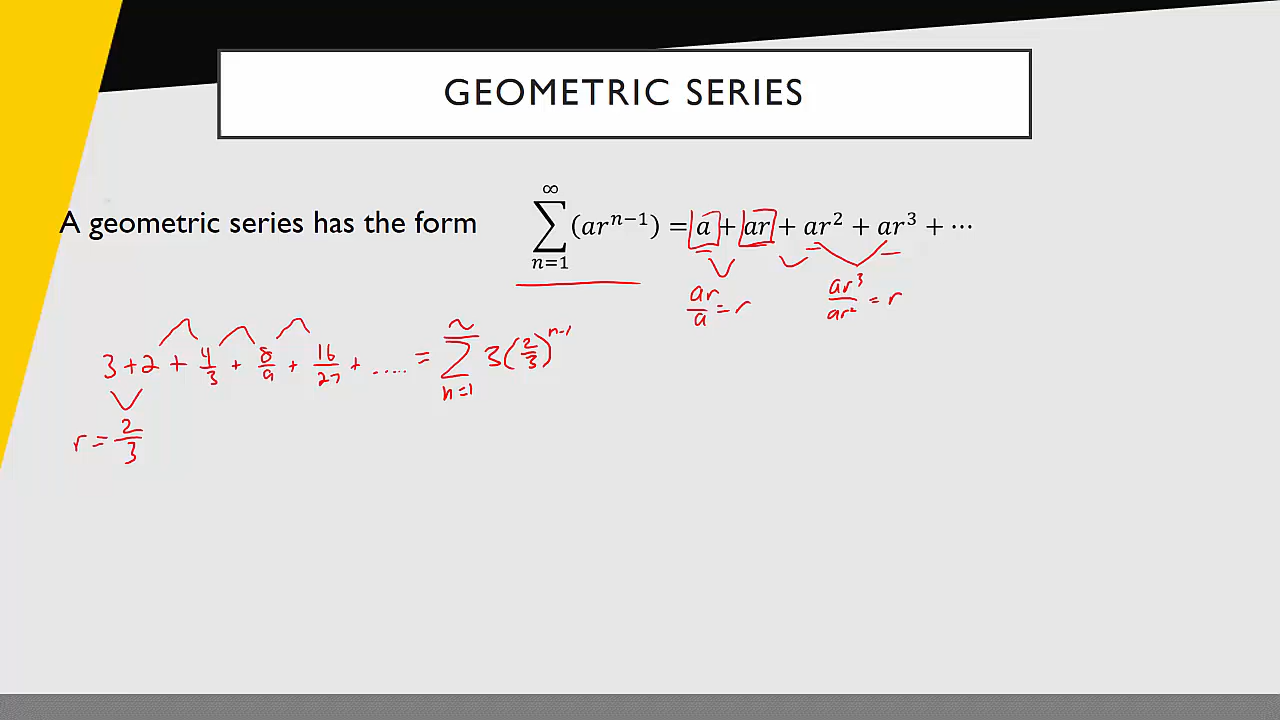 GEOMETRIC SERIES
A geometric series has the form ∑_{n=1}^{∞} (ar^{n−1}) = a + ar + ar² + ar³ + ⋯
ar/a = r
ar³/ar² = r
3 + 2 + 4/3 + 8/9 + 16/27 + ..... = ∑_{n=1}^{∞} 3(2/3)^{n-1}
r = 2/3